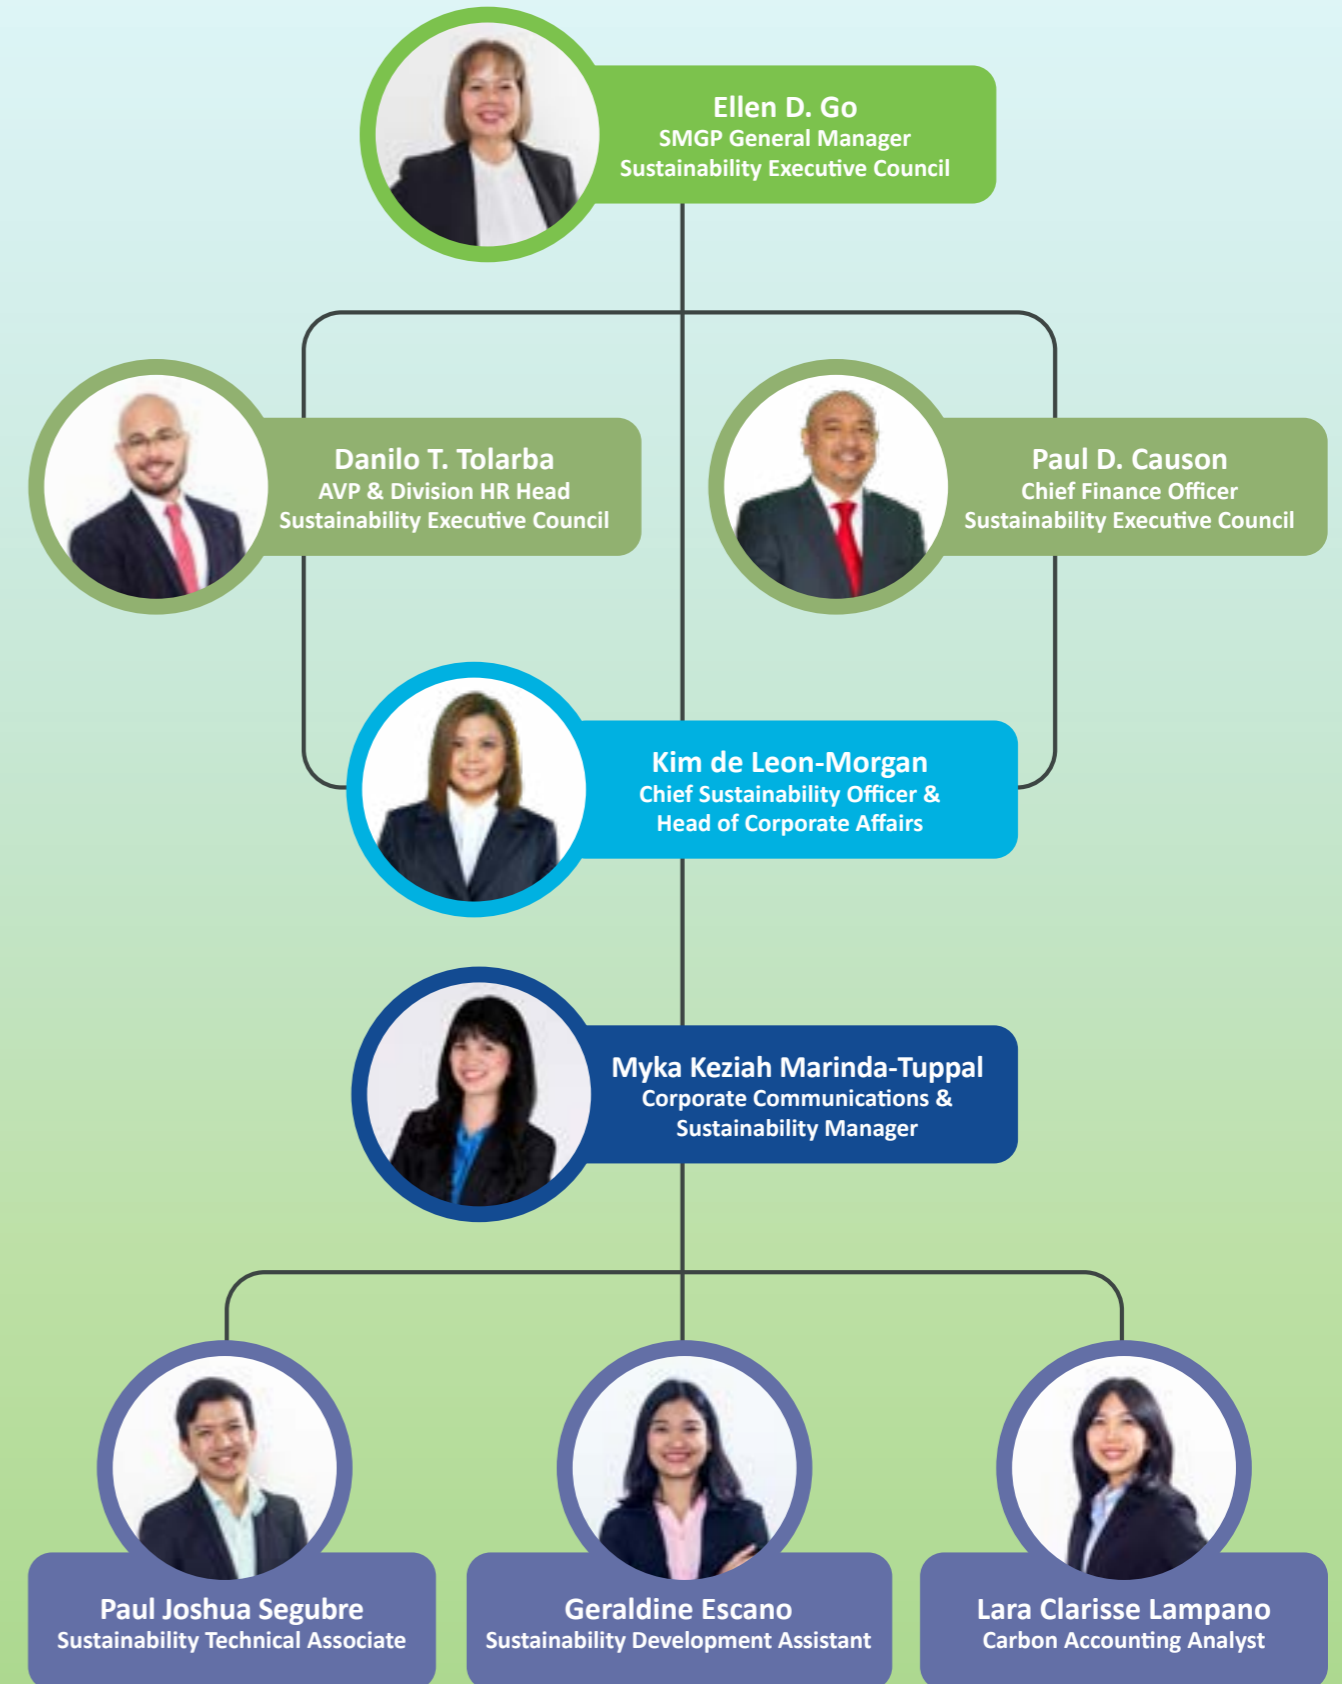 Ellen D. Go
SMGP General Manager
Sustainability Executive Council
Danilo T. Tolarba
AVP & Division HR Head
Sustainability Executive Council
Paul D. Causon
Chief Finance Officer
Sustainability Executive Council
Kim de Leon-Morgan
Chief Sustainability Officer &
Head of Corporate Affairs
Myka Keziah Marinda-Tuppal
Corporate Communications &
Sustainability Manager
Paul Joshua Segubre
Sustainability Technical Associate
Geraldine Escano
Sustainability Development Assistant
Lara Clarisse Lampano
Carbon Accounting Analyst